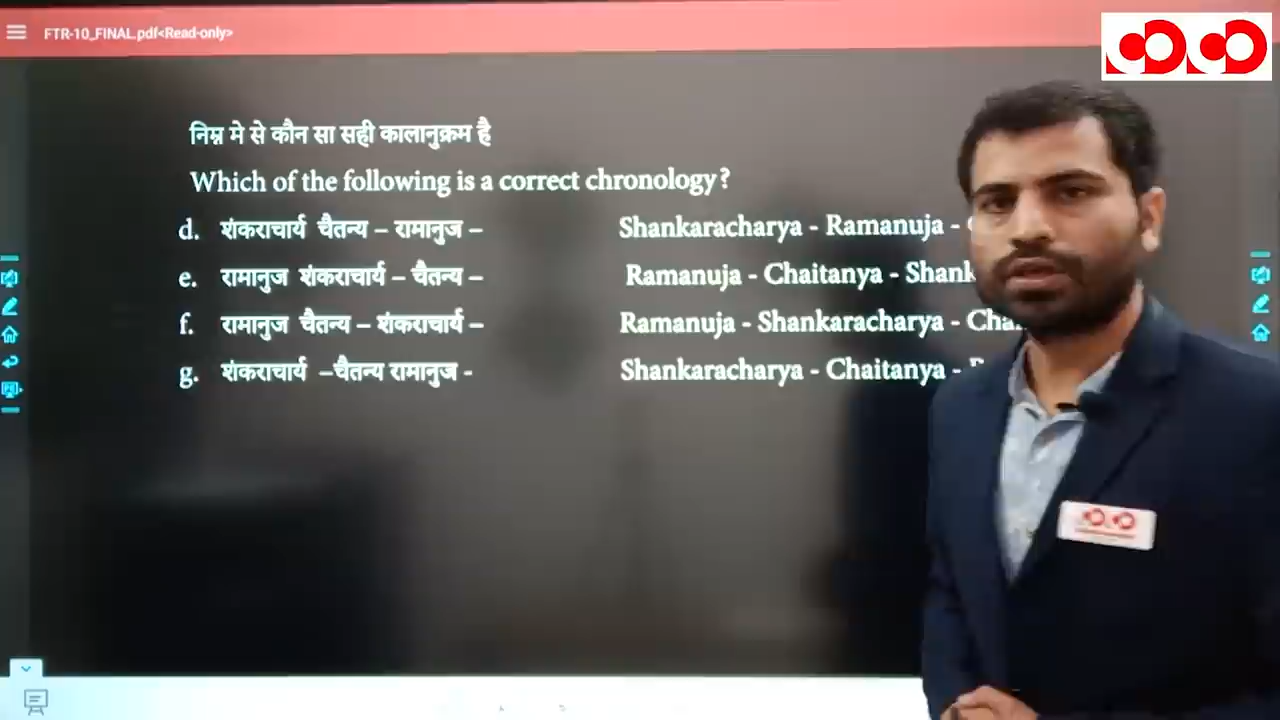 FTR-10_FINAL.pdf<Read-only>
निम्न मे से कौन सा सही कालानुक्रम है
Which of the following is a correct chronology?
d. शंकराचार्य चैतन्य – रामानुज – Shankaracharya - Ramanuja -
e. रामानुज शंकराचार्य – चैतन्य – Ramanuja - Chaitanya -
f. रामानुज चैतन्य – शंकराचार्य – Ramanuja - Shankaracharya -
g. शंकराचार्य –चैतन्य रामानुज - Shankaracharya - Chaitanya -